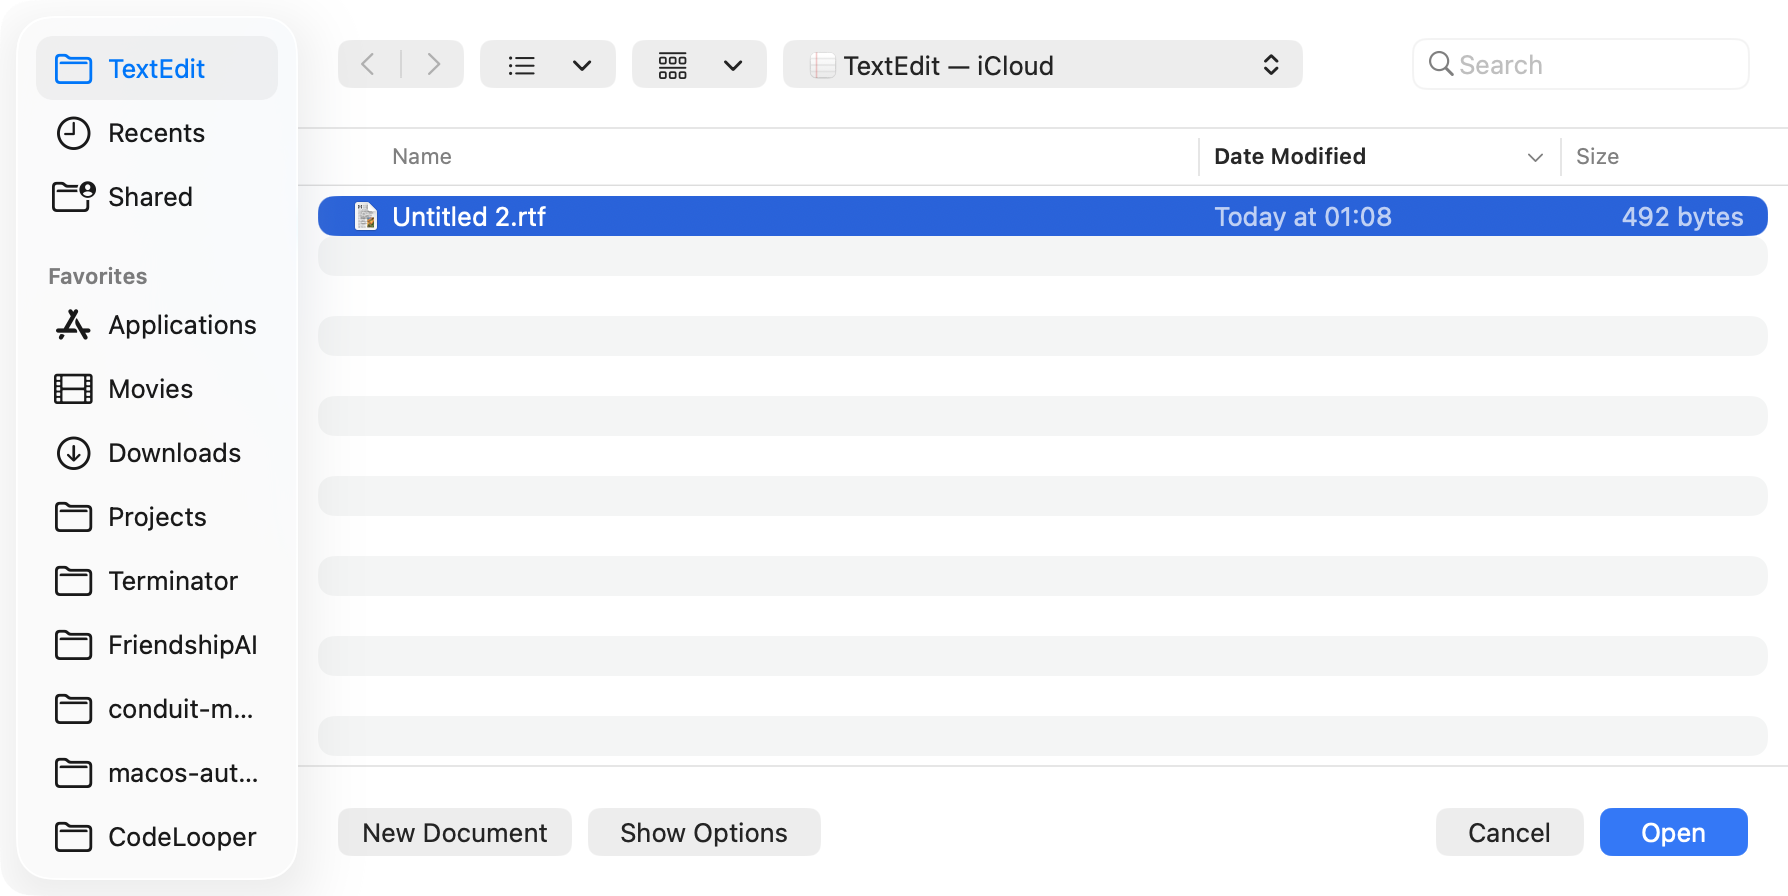 TextEdit
Recents
Shared
Favorites
Applications
Movies
Downloads
Projects
Terminator
FriendshipAI
conduit-m...
macos-aut...
CodeLooper
TextEdit — iCloud
Search
Name Date Modified Size
Untitled 2.rtf Today at 01:08 492 bytes
New Document Show Options Cancel Open